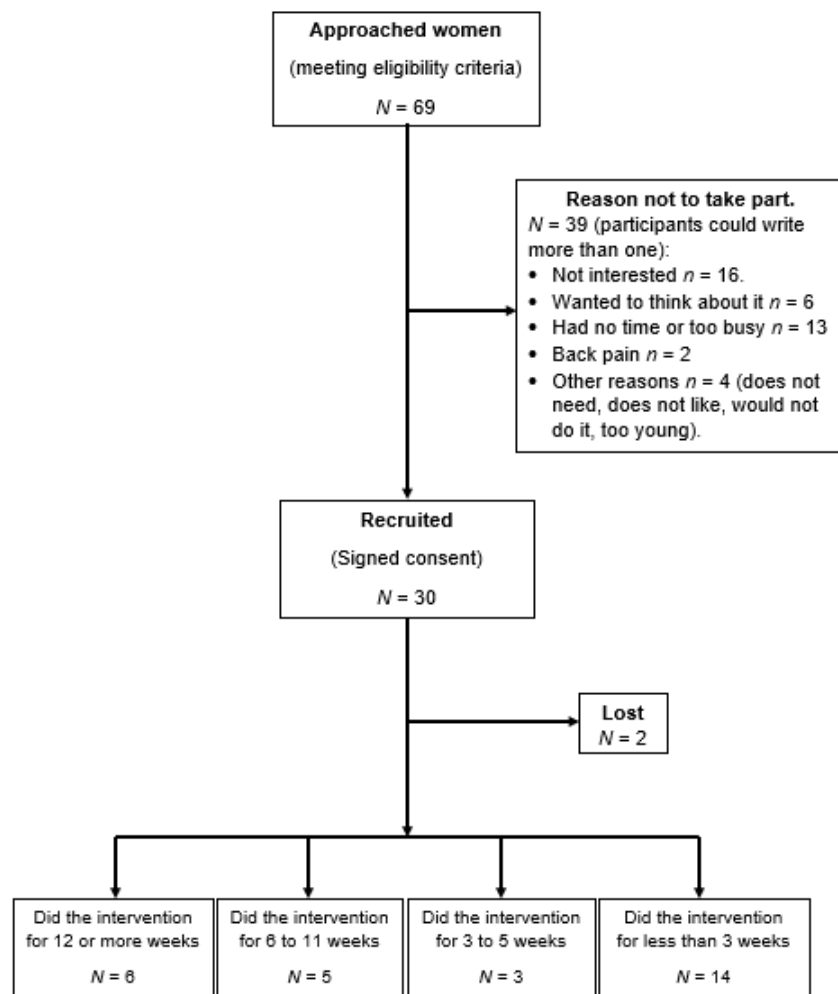 Approached women
(meeting eligibility criteria)
N = 69
Reason not to take part.
N = 39 (participants could write
more than one):
• Not interested n = 16.
• Wanted to think about it n = 6
• Had no time or too busy n = 13
• Back pain n = 2
• Other reasons n = 4 (does not
need, does not like, would not
do it, too young).
Recruited
(Signed consent)
N = 30
Lost
N = 2
Did the intervention
for 12 or more weeks
N = 6
Did the intervention
for 6 to 11 weeks
N = 5
Did the intervention
for 3 to 5 weeks
N = 3
Did the intervention
for less than 3 weeks
N = 14